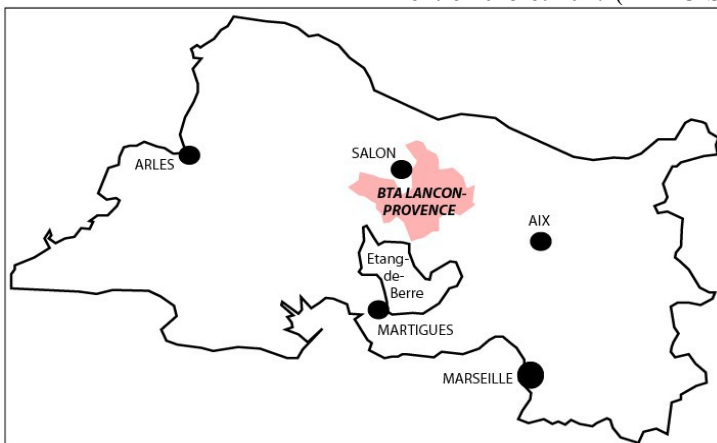 ARLES
SALON
BTA LANCON-
PROVENCE
AIX
Etang-
de-
Berre
MARTIGUES
MARSEILLE